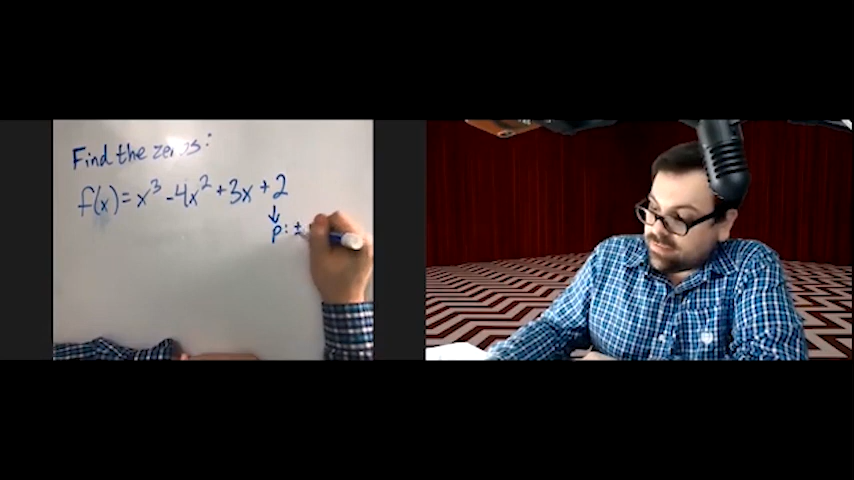 Find the zeros:
f(x)= x³ -4x² +3x +2
↓
p: ±